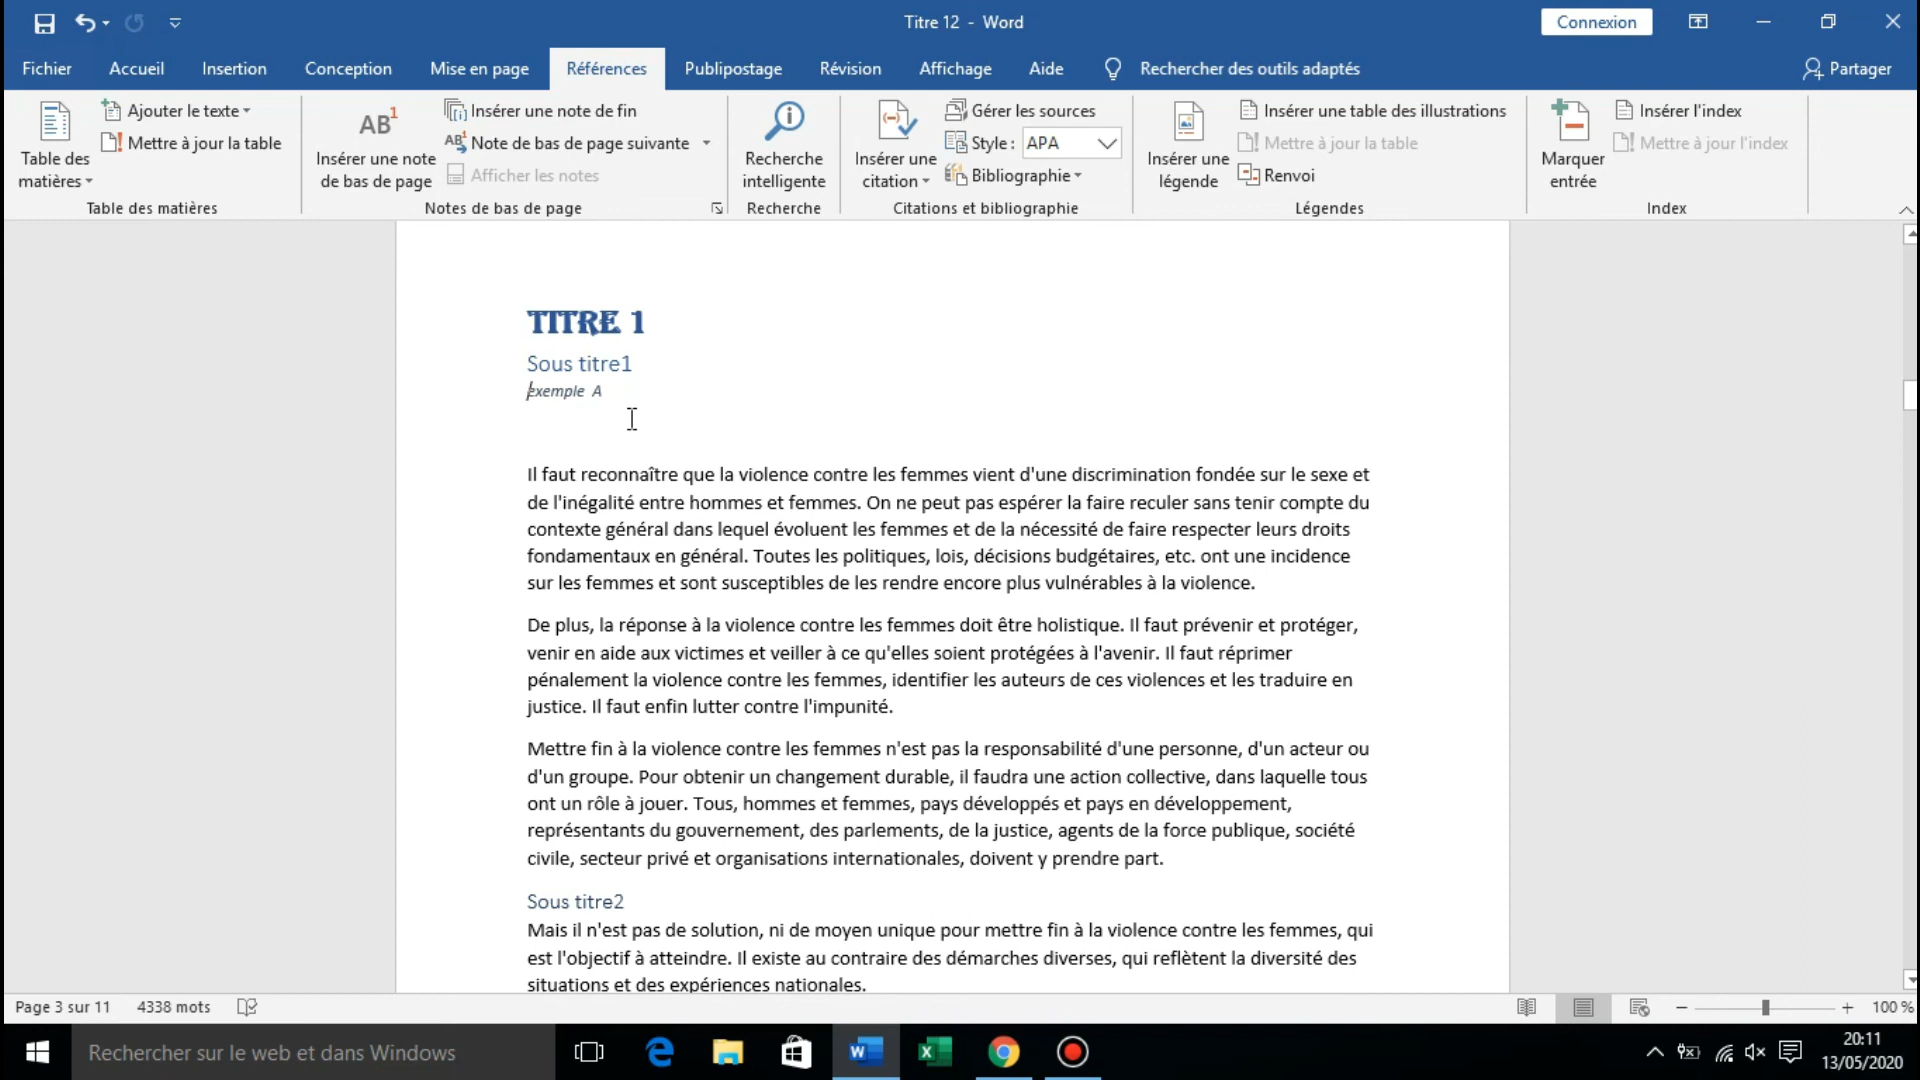 Titre 12 - Word
Connexion
Fichier Accueil Insertion Conception Mise en page Références Publipostage Révision Affichage Aide Rechercher des outils adaptés Partager
Table des matières
Ajouter le texte
Mettre à jour la table
Table des matières
AB1
Insérer une note de bas de page
Insérer une note de fin
Note de bas de page suivante
Afficher les notes
Notes de bas de page
Recherche intelligente
Recherche
Insérer une citation
Gérer les sources
Style : APA
Bibliographie
Citations et bibliographie
Insérer une légende
Insérer une table des illustrations
Mettre à jour la table
Renvoi
Légendes
Marquer entrée
Insérer l'index
Mettre à jour l'index
Index
TITRE 1
Sous titre1
exemple A
Il faut reconnaître que la violence contre les femmes vient d'une discrimination fondée sur le sexe et
de l'inégalité entre hommes et femmes. On ne peut pas espérer la faire reculer sans tenir compte du
contexte général dans lequel évoluent les femmes et de la nécessité de faire respecter leurs droits
fondamentaux en général. Toutes les politiques, lois, décisions budgétaires, etc. ont une incidence
sur les femmes et sont susceptibles de les rendre encore plus vulnérables à la violence.
De plus, la réponse à la violence contre les femmes doit être holistique. Il faut prévenir et protéger,
venir en aide aux victimes et veiller à ce qu'elles soient protégées à l'avenir. Il faut réprimer
pénalement la violence contre les femmes, identifier les auteurs de ces violences et les traduire en
justice. Il faut enfin lutter contre l'impunité.
Mettre fin à la violence contre les femmes n'est pas la responsabilité d'une personne, d'un acteur ou
d'un groupe. Pour obtenir un changement durable, il faudra une action collective, dans laquelle tous
ont un rôle à jouer. Tous, hommes et femmes, pays développés et pays en développement,
représentants du gouvernement, des parlements, de la justice, agents de la force publique, société
civile, secteur privé et organisations internationales, doivent y prendre part.
Sous titre2
Mais il n'est pas de solution, ni de moyen unique pour mettre fin à la violence contre les femmes, qui
est l'objectif à atteindre. Il existe au contraire des démarches diverses, qui reflètent la diversité des
situations et des expériences nationales.
Page 3 sur 11 4338 mots
100 %
Rechercher sur le web et dans Windows
20:11
13/05/2020